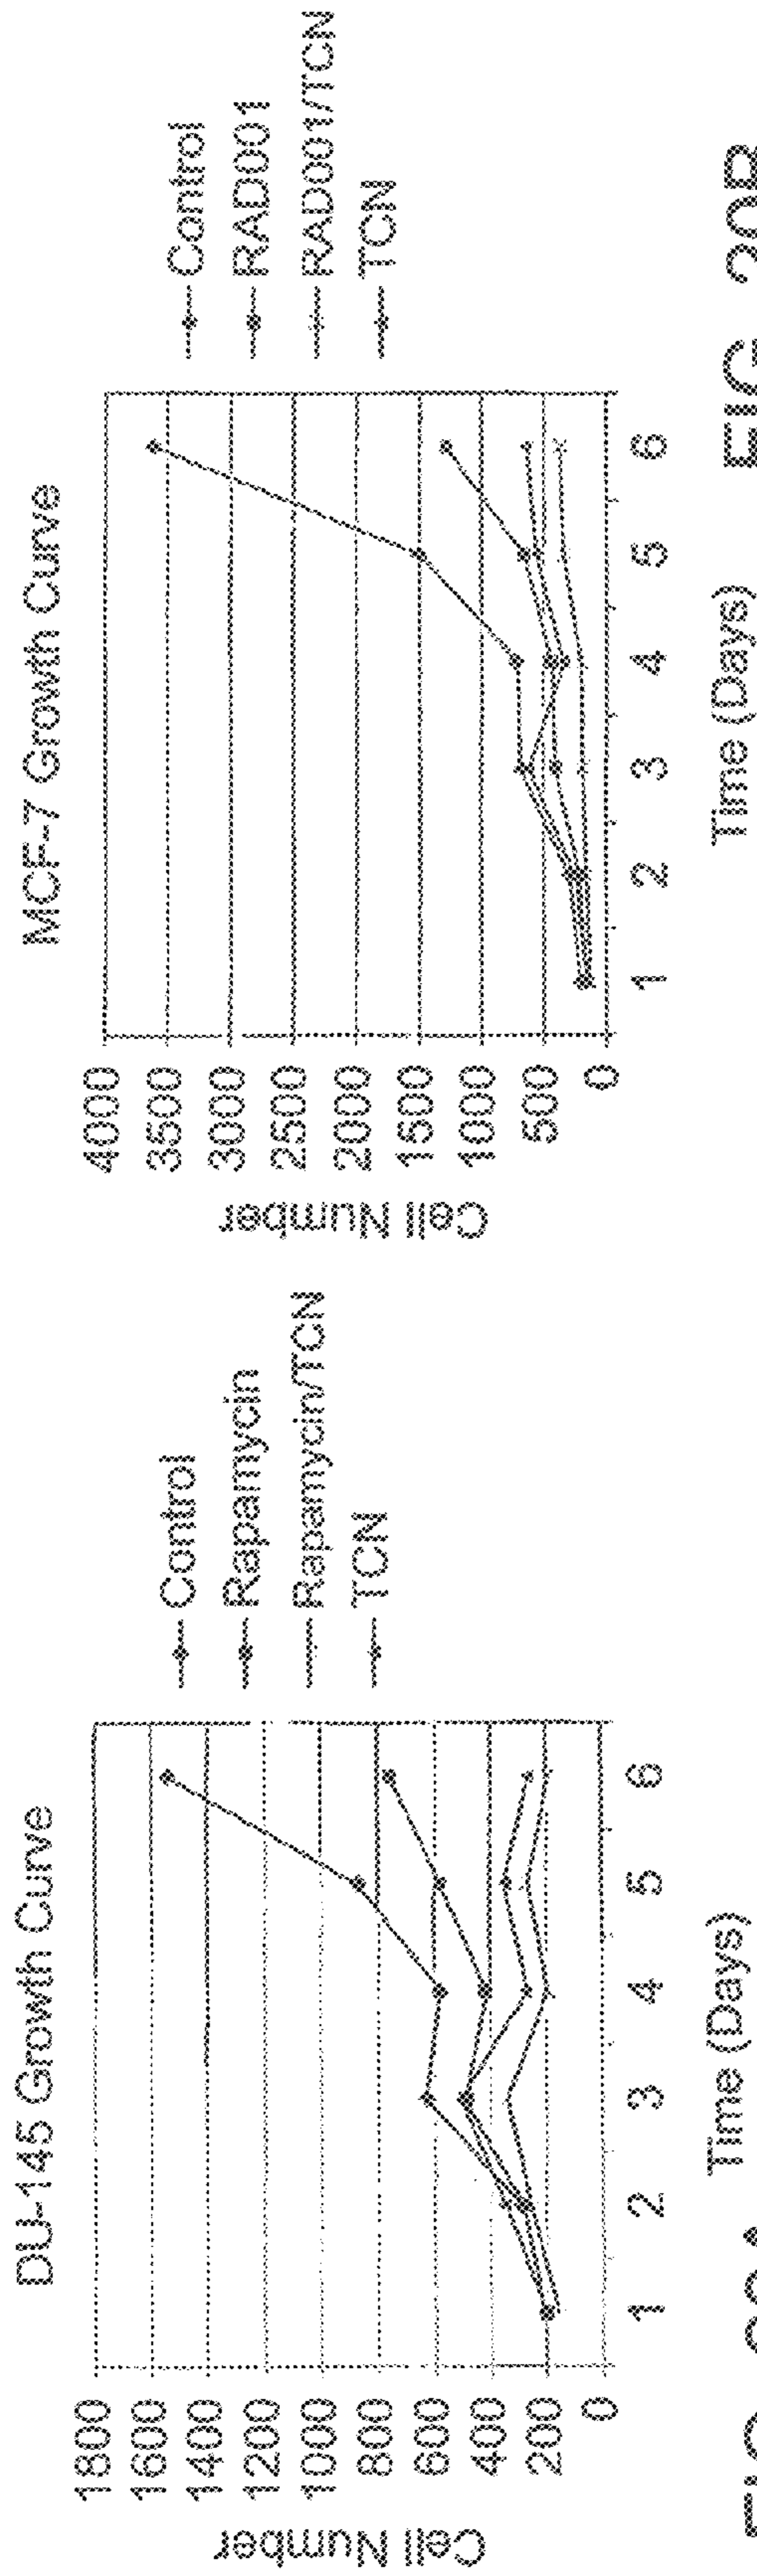 DU-145 Growth Curve
Cell Number
1800
1600
1400
1200
1000
800
600
400
200
0
1 2 3 4 5 6
Time (Days)
Control
Rapamycin
Rapamycin/TCN
TCN
MCF-7 Growth Curve
Cell Number
4000
3500
3000
2500
2000
1500
1000
500
0
1 2 3 4 5 6
Time (Days)
Control
RAD001
RAD001/TCN
TCN
FIG